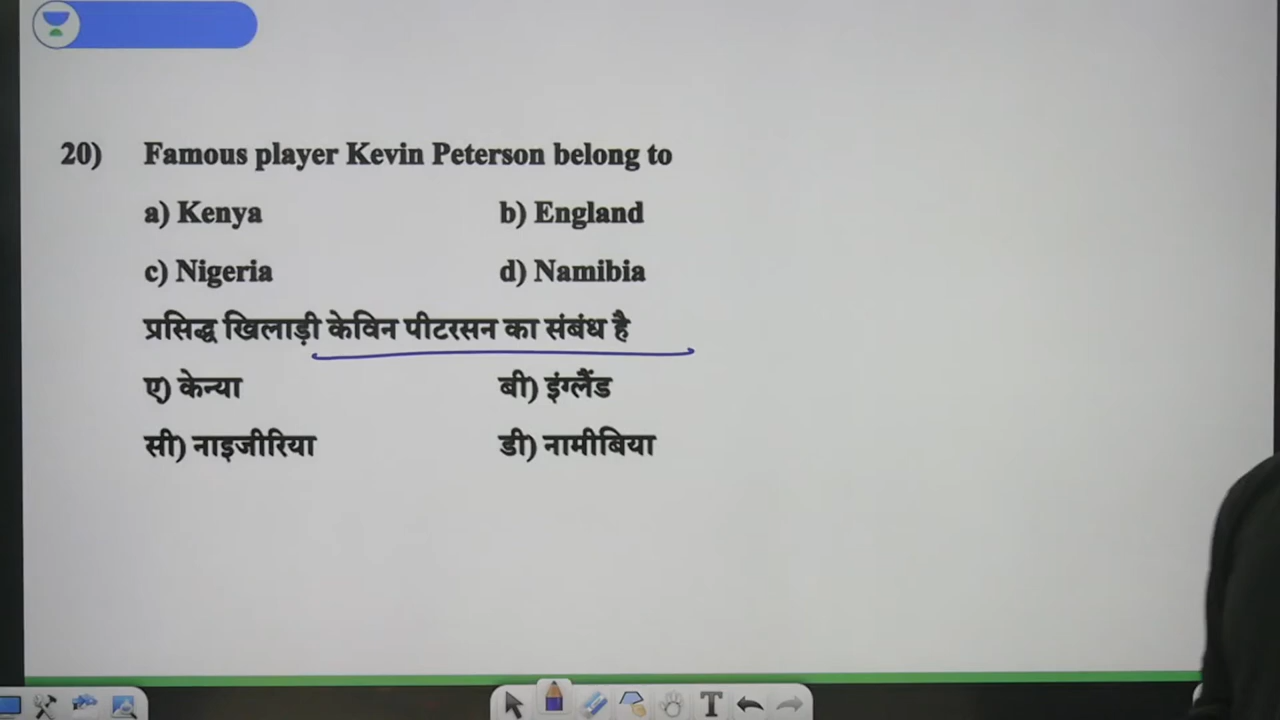 20) Famous player Kevin Peterson belong to
a) Kenya b) England
c) Nigeria d) Namibia
प्रसिद्ध खिलाड़ी केविन पीटरसन का संबंध है
ए) केन्या बी) इंग्लैंड
सी) नाइजीरिया डी) नामीबिया
T